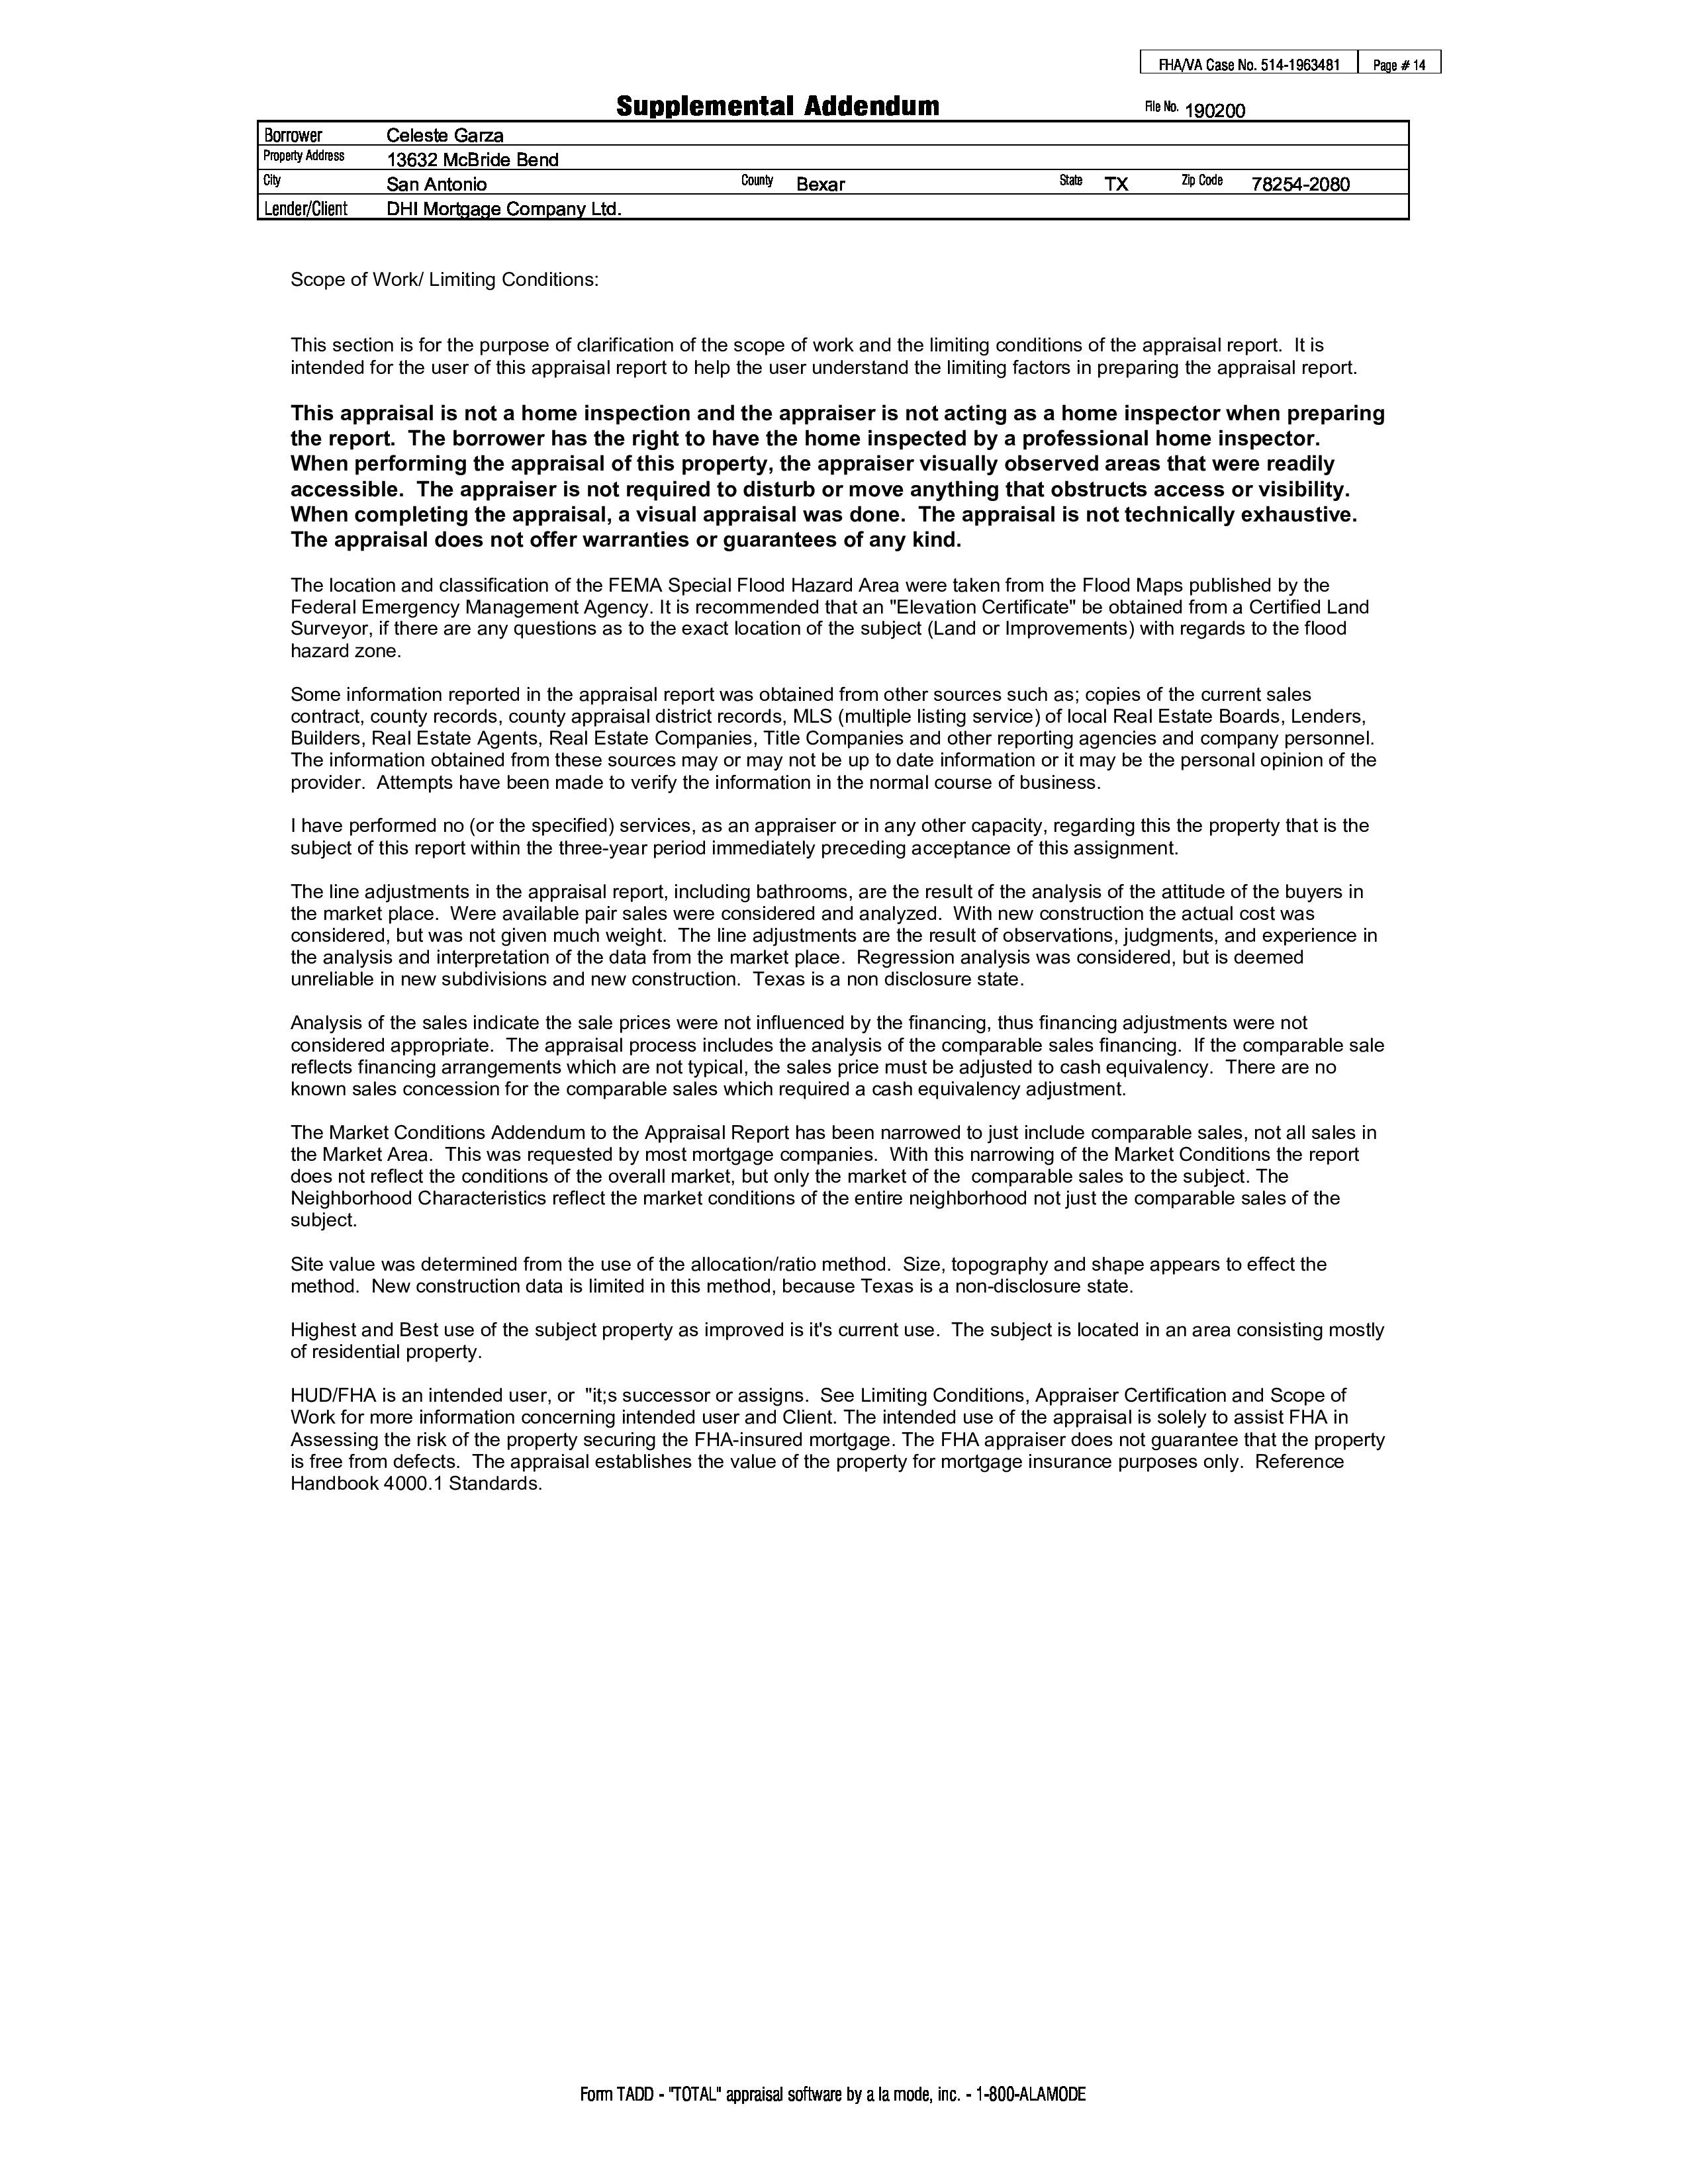 FHA/VA Case No. 514-1963481 Page # 14
Supplemental Addendum File No. 190200
Borrower Celeste Garza
Property Address 13632 McBride Bend
City San Antonio County Bexar State TX Zip Code 78254-2080
Lender/Client DHI Mortgage Company Ltd.
Scope of Work/ Limiting Conditions:
This section is for the purpose of clarification of the scope of work and the limiting conditions of the appraisal report.  It is
intended for the user of this appraisal report to help the user understand the limiting factors in preparing the appraisal report.
This appraisal is not a home inspection and the appraiser is not acting as a home inspector when preparing
the report.  The borrower has the right to have the home inspected by a professional home inspector.
When performing the appraisal of this property, the appraiser visually observed areas that were readily
accessible.  The appraiser is not required to disturb or move anything that obstructs access or visibility.
When completing the appraisal, a visual appraisal was done.  The appraisal is not technically exhaustive.
The appraisal does not offer warranties or guarantees of any kind.
The location and classification of the FEMA Special Flood Hazard Area were taken from the Flood Maps published by the
Federal Emergency Management Agency. It is recommended that an "Elevation Certificate" be obtained from a Certified Land
Surveyor, if there are any questions as to the exact location of the subject (Land or Improvements) with regards to the flood
hazard zone.
Some information reported in the appraisal report was obtained from other sources such as; copies of the current sales
contract, county records, county appraisal district records, MLS (multiple listing service) of local Real Estate Boards, Lenders,
Builders, Real Estate Agents, Real Estate Companies, Title Companies and other reporting agencies and company personnel.
The information obtained from these sources may or may not be up to date information or it may be the personal opinion of the
provider.  Attempts have been made to verify the information in the normal course of business.
I have performed no (or the specified) services, as an appraiser or in any other capacity, regarding this the property that is the
subject of this report within the three-year period immediately preceding acceptance of this assignment.
The line adjustments in the appraisal report, including bathrooms, are the result of the analysis of the attitude of the buyers in
the market place.  Were available pair sales were considered and analyzed.  With new construction the actual cost was
considered, but was not given much weight.  The line adjustments are the result of observations, judgments, and experience in
the analysis and interpretation of the data from the market place.  Regression analysis was considered, but is deemed
unreliable in new subdivisions and new construction.  Texas is a non disclosure state.
Analysis of the sales indicate the sale prices were not influenced by the financing, thus financing adjustments were not
considered appropriate.  The appraisal process includes the analysis of the comparable sales financing.  If the comparable sale
reflects financing arrangements which are not typical, the sales price must be adjusted to cash equivalency.  There are no
known sales concession for the comparable sales which required a cash equivalency adjustment.
The Market Conditions Addendum to the Appraisal Report has been narrowed to just include comparable sales, not all sales in
the Market Area.  This was requested by most mortgage companies.  With this narrowing of the Market Conditions the report
does not reflect the conditions of the overall market, but only the market of the  comparable sales to the subject. The
Neighborhood Characteristics reflect the market conditions of the entire neighborhood not just the comparable sales of the
subject.
Site value was determined from the use of the allocation/ratio method.  Size, topography and shape appears to effect the
method.  New construction data is limited in this method, because Texas is a non-disclosure state.
Highest and Best use of the subject property as improved is it's current use.  The subject is located in an area consisting mostly
of residential property.
HUD/FHA is an intended user, or  "it;s successor or assigns.  See Limiting Conditions, Appraiser Certification and Scope of
Work for more information concerning intended user and Client. The intended use of the appraisal is solely to assist FHA in
Assessing the risk of the property securing the FHA-insured mortgage. The FHA appraiser does not guarantee that the property
is free from defects.  The appraisal establishes the value of the property for mortgage insurance purposes only.  Reference
Handbook 4000.1 Standards.
Form TADD - "TOTAL" appraisal software by a la mode, inc. - 1-800-ALAMODE